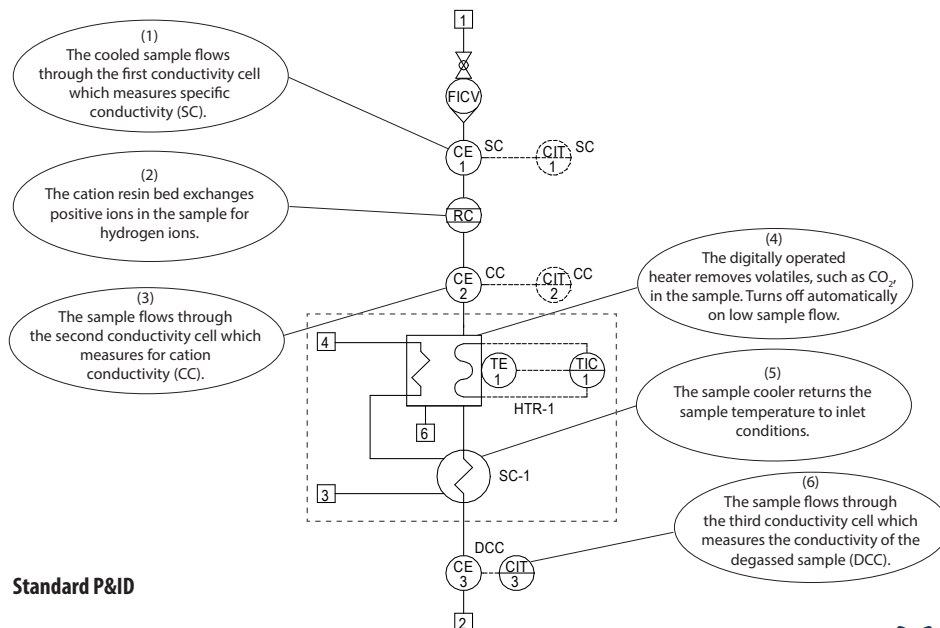 1
(1)
The cooled sample flows
through the first conductivity cell
which measures specific
conductivity (SC).
FICV
CE
1
SC
CIT
1
SC
(2)
The cation resin bed exchanges
positive ions in the sample for
hydrogen ions.
RC
(3)
The sample flows through
the second conductivity cell which
measures for cation
conductivity (CC).
CE
2
CC
CIT
2
CC
(4)
The digitally operated
heater removes volatiles, such as CO2,
in the sample. Turns off automatically
on low sample flow.
4
TE
1
TIC
1
HTR-1
6
(5)
The sample cooler returns the
sample temperature to inlet
conditions.
SC-1
3
(6)
The sample flows through
the third conductivity cell which
measures the conductivity of the
degassed sample (DCC).
DCC
CE
3
CIT
3
Standard P&ID
2